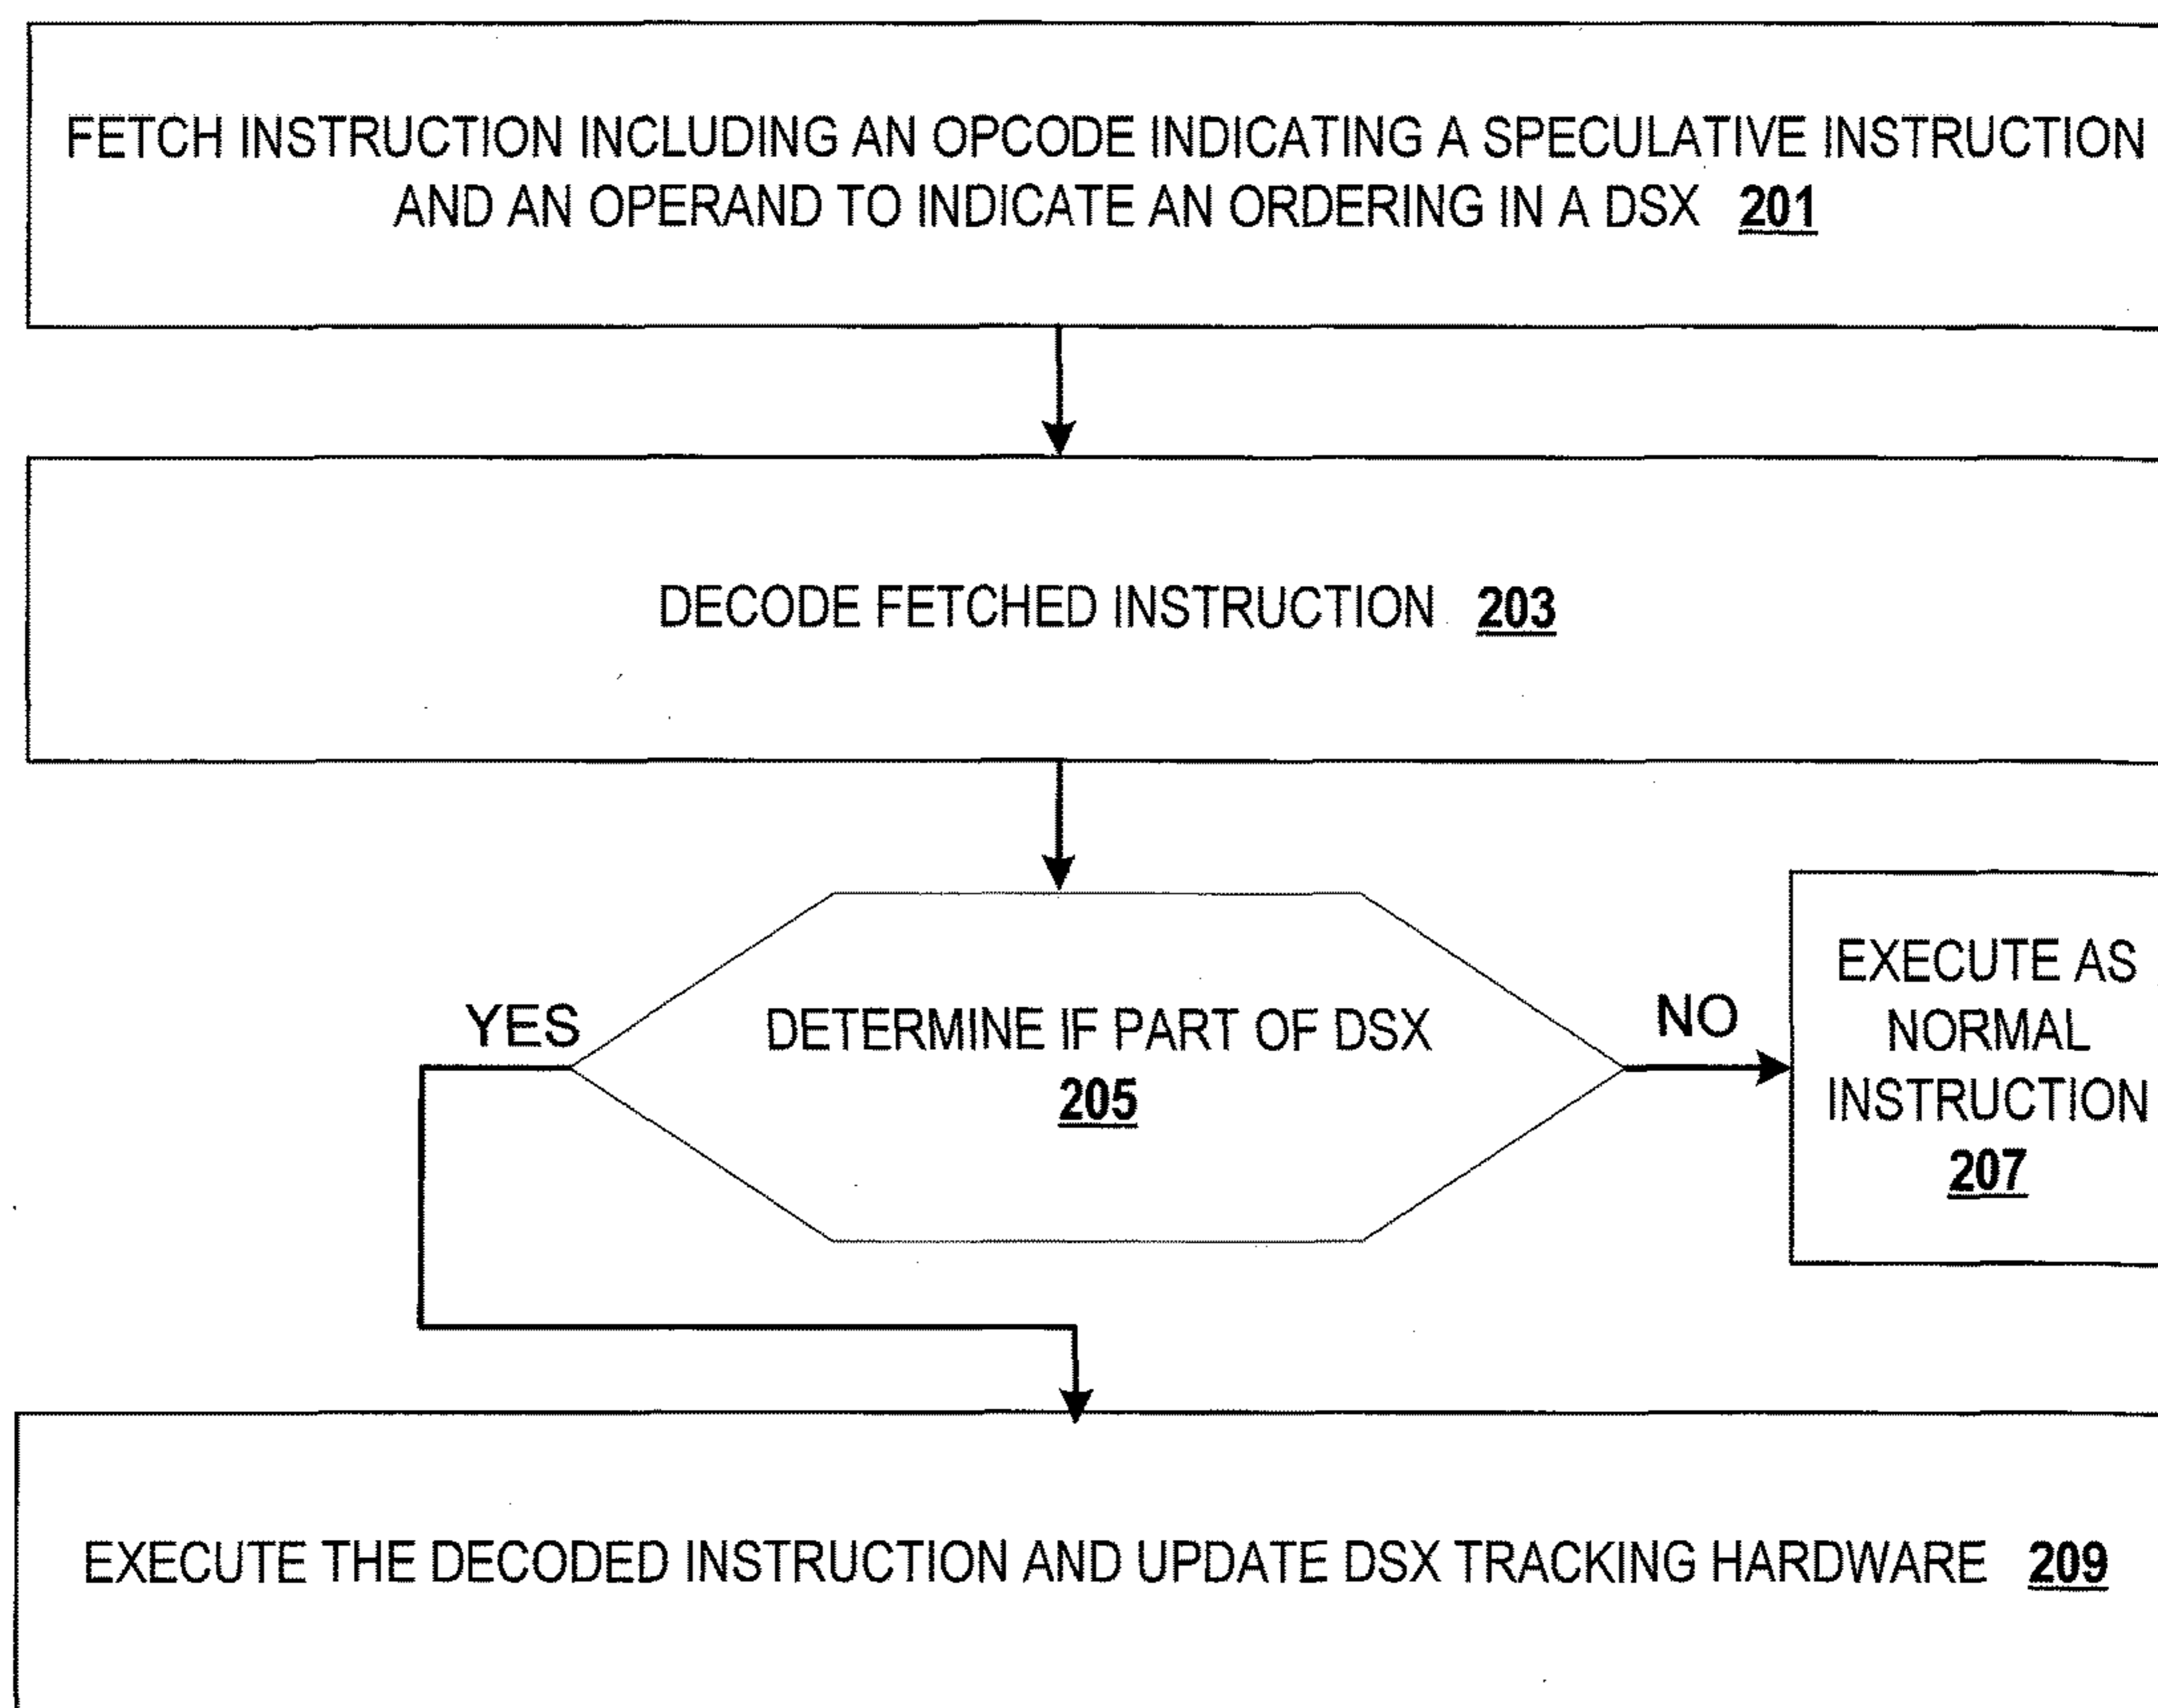 FETCH INSTRUCTION INCLUDING AN OPCODE INDICATING A SPECULATIVE INSTRUCTION
AND AN OPERAND TO INDICATE AN ORDERING IN A DSX 201
DECODE FETCHED INSTRUCTION 203
YES
DETERMINE IF PART OF DSX
205
NO
EXECUTE AS
NORMAL
INSTRUCTION
207
EXECUTE THE DECODED INSTRUCTION AND UPDATE DSX TRACKING HARDWARE 209